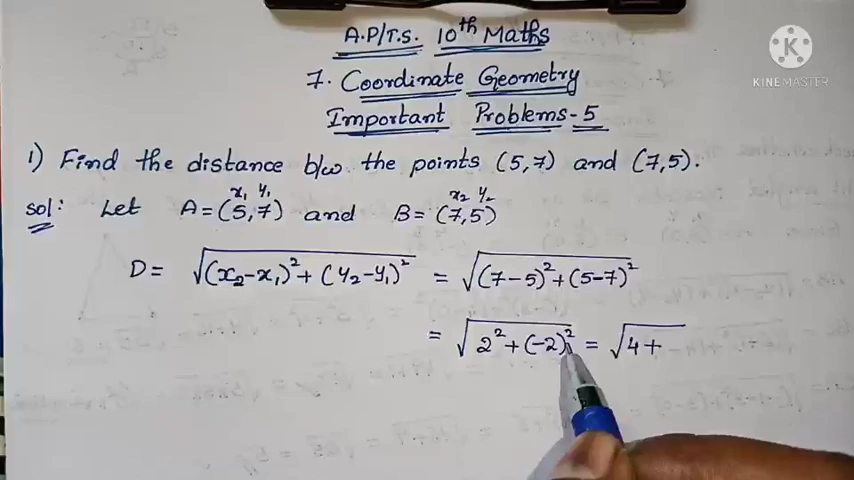 A.P/T.S. 10th Maths
7. Coordinate Geometry
Important Problems-5
KINEMASTER
1) Find the distance b/w the points (5,7) and (7,5).
x₁ y₁ x₂ y₂
sol: Let A=(5,7) and B=(7,5)
D= √(x₂-x₁)²+(y₂-y₁)² = √(7-5)²+(5-7)²
= √2²+(-2)² = √4+